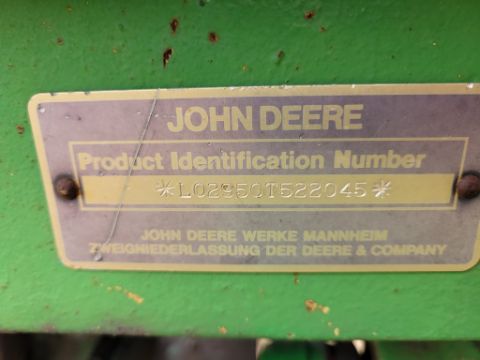 JOHN DEERE
Product Identification Number
*L02950T522045*
JOHN DEERE WERKE MANNHEIM
ZWEIGNIEDERLASSUNG DER DEERE & COMPANY